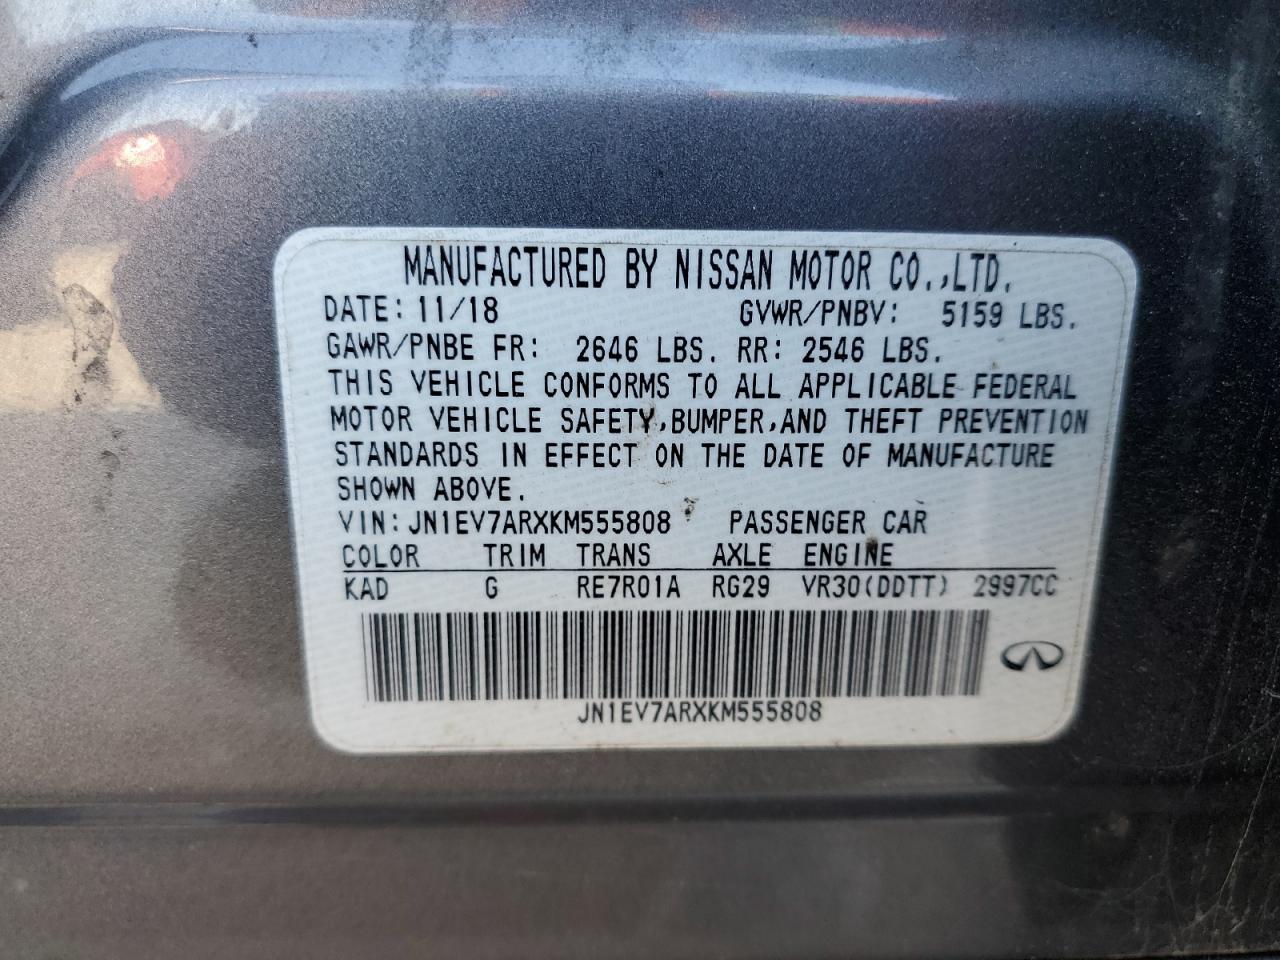 MANUFACTURED BY NISSAN MOTOR CO.,LTD.
DATE: 11/18 GVWR/PNBV: 5159 LBS.
GAWR/PNBE FR: 2646 LBS. RR: 2546 LBS.
THIS VEHICLE CONFORMS TO ALL APPLICABLE FEDERAL
MOTOR VEHICLE SAFETY,BUMPER,AND THEFT PREVENTION
STANDARDS IN EFFECT ON THE DATE OF MANUFACTURE
SHOWN ABOVE.
VIN: JN1EV7ARXKM555808 PASSENGER CAR
COLOR TRIM TRANS AXLE ENGINE
KAD G RE7R01A RG29 VR30(DDTT) 2997CC
JN1EV7ARXKM555808